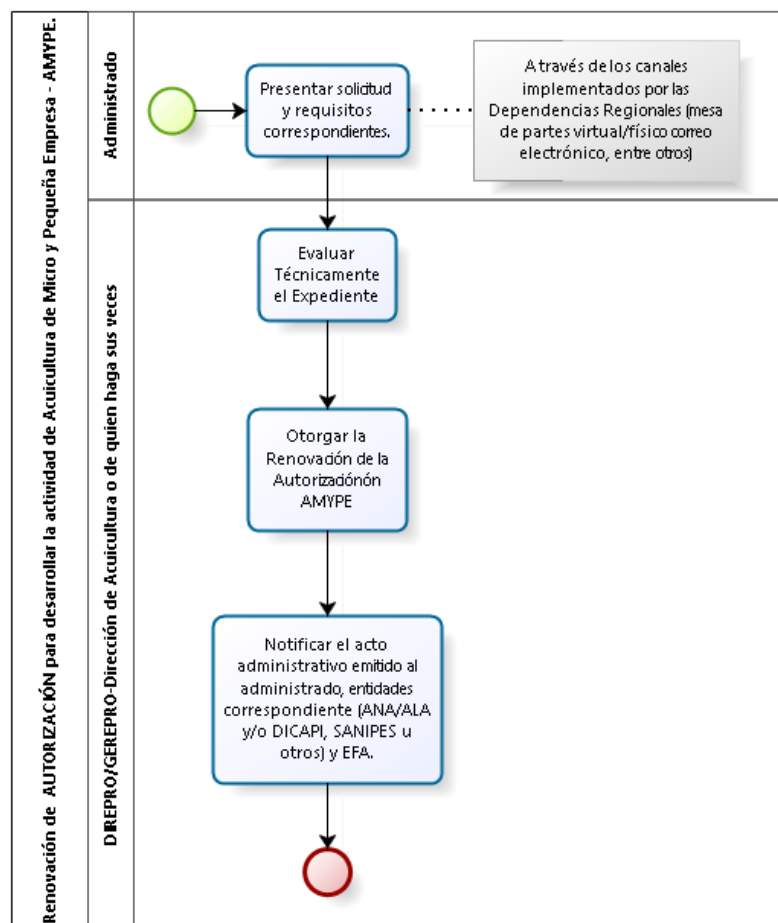 Renovación de AUTORIZACIÓN para desarrollar la actividad de Acuicultura de Micro y Pequeña Empresa - AMYPE.
Administrado
Presentar solicitud
y requisitos
correspondientes.
A través de los canales
implementados por las
Dependencias Regionales (mesa
de partes virtual/físico correo
electrónico, entre otros)
DIREPRO/GEREPRO-Dirección de Acuicultura o de quien haga sus veces
Evaluar
Técnicamente
el Expediente
Otorgar la
Renovación de la
Autorizaciónón
AMYPE
Notificar el acto
administrativo emitido al
administrado, entidades
correspondiente (ANA/ALA
y/o DICAPI, SANIPES u
otros) y EFA.